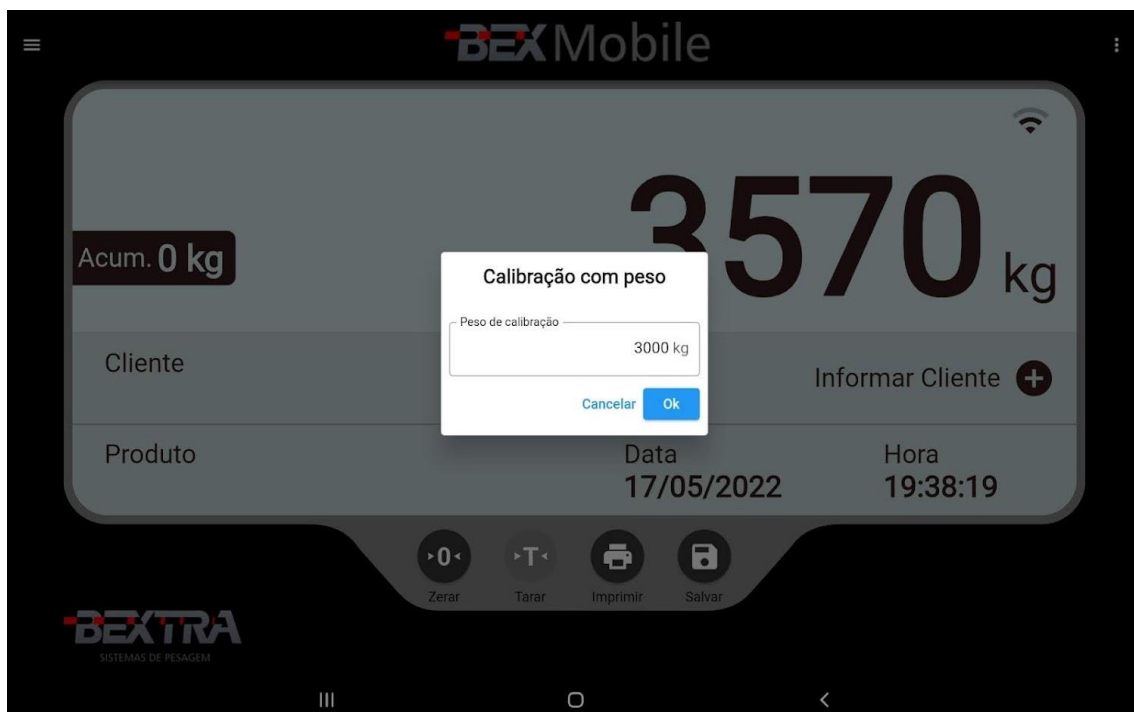 BEX Mobile
3570 kg
Acum. 0 kg
Calibração com peso
Peso de calibração
3000 kg
Cancelar
Ok
Cliente
Informar Cliente
Produto
Data
17/05/2022
Hora
19:38:19
0
T
Zerar
Tarar
Imprimir
Salvar
BEXTRA
SISTEMAS DE PESAGEM